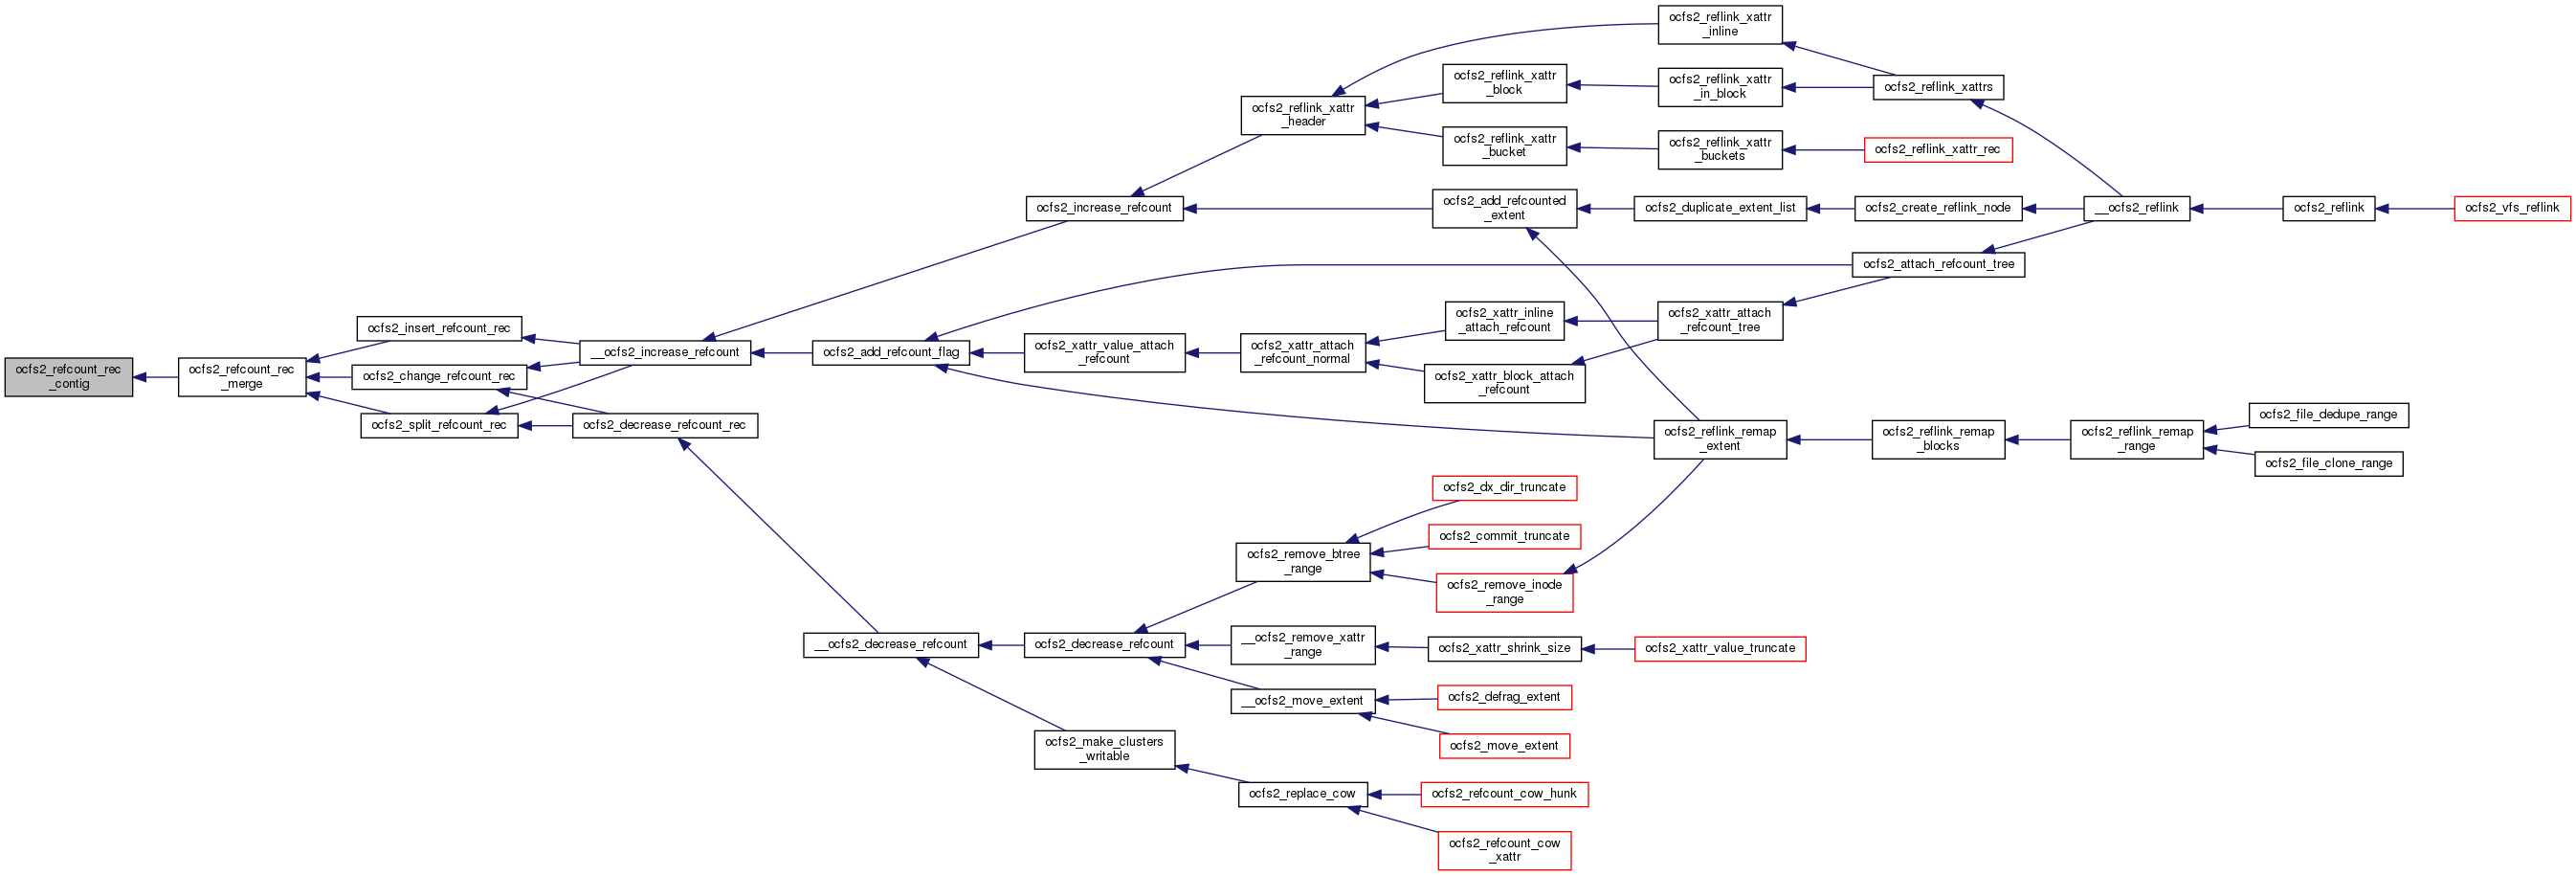 ocfs2_reflink_xattr
_inline
ocfs2_reflink_xattr
_block
ocfs2_reflink_xattr
_in_block
ocfs2_reflink_xattrs
ocfs2_reflink_xattr
_header
ocfs2_reflink_xattr
_bucket
ocfs2_reflink_xattr
_buckets
ocfs2_reflink_xattr_rec
ocfs2_increase_refcount
ocfs2_add_refcounted
_extent
ocfs2_duplicate_extent_list
ocfs2_create_reflink_node
__ocfs2_reflink
ocfs2_reflink
ocfs2_vfs_reflink
ocfs2_attach_refcount_tree
ocfs2_insert_refcount_rec
ocfs2_xattr_inline
_attach_refcount
ocfs2_xattr_attach
_refcount_tree
ocfs2_refcount_rec
_contig
ocfs2_refcount_rec
_merge
ocfs2_change_refcount_rec
__ocfs2_increase_refcount
ocfs2_add_refcount_flag
ocfs2_xattr_value_attach
_refcount
ocfs2_xattr_attach
_refcount_normal
ocfs2_xattr_block_attach
_refcount
ocfs2_split_refcount_rec
ocfs2_decrease_refcount_rec
ocfs2_reflink_remap
_extent
ocfs2_reflink_remap
_blocks
ocfs2_reflink_remap
_range
ocfs2_file_dedupe_range
ocfs2_file_clone_range
ocfs2_dx_dir_truncate
ocfs2_commit_truncate
ocfs2_remove_btree
_range
ocfs2_remove_inode
_range
__ocfs2_decrease_refcount
ocfs2_decrease_refcount
__ocfs2_remove_xattr
_range
ocfs2_xattr_shrink_size
ocfs2_xattr_value_truncate
__ocfs2_move_extent
ocfs2_defrag_extent
ocfs2_move_extent
ocfs2_make_clusters
_writable
ocfs2_replace_cow
ocfs2_refcount_cow_hunk
ocfs2_refcount_cow
_xattr